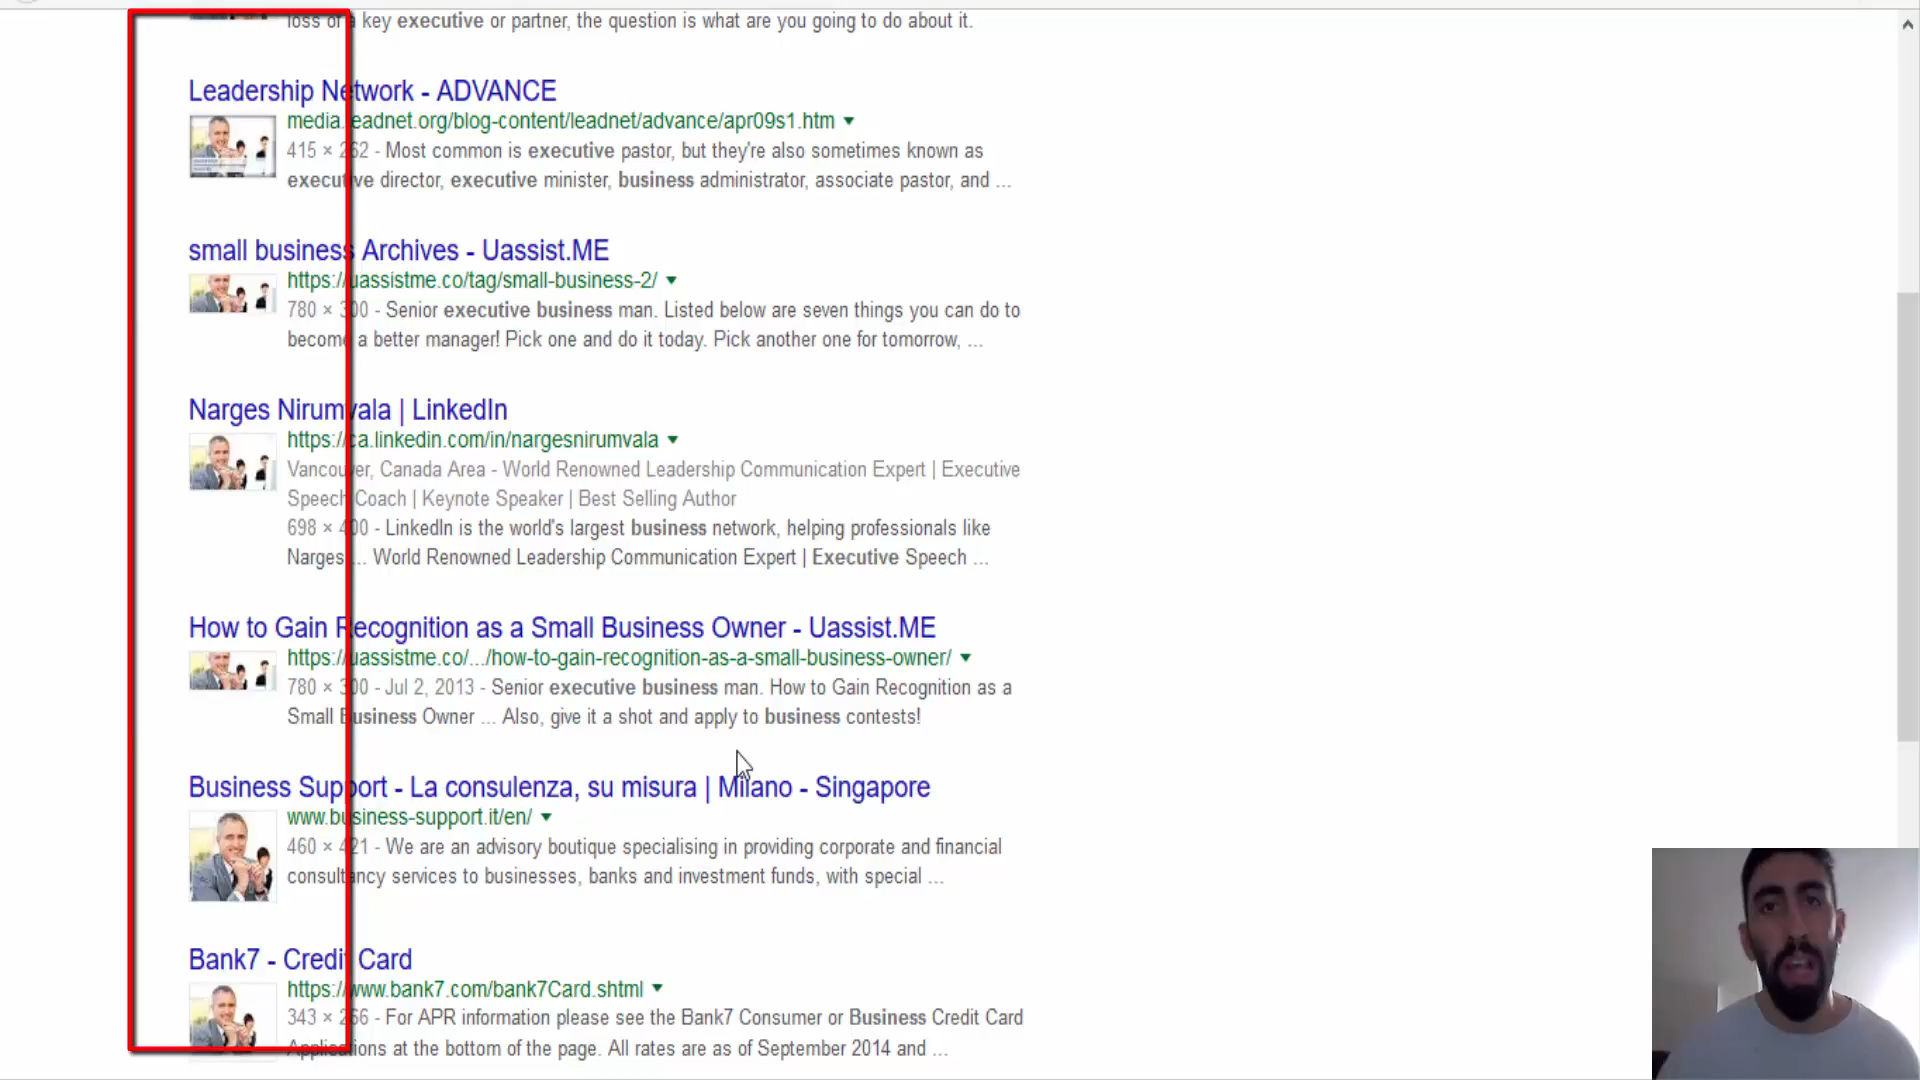 loss of a key executive or partner, the question is what are you going to do about it.
Leadership Network - ADVANCE
media.leadnet.org/blog-content/leadnet/advance/apr09s1.htm
415 × 262 - Most common is executive pastor, but they're also sometimes known as
executive director, executive minister, business administrator, associate pastor, and ...
small business Archives - Uassist.ME
https://uassistme.co/tag/small-business-2/
780 × 300 - Senior executive business man. Listed below are seven things you can do to
become a better manager! Pick one and do it today. Pick another one for tomorrow, ...
Narges Nirumvala | LinkedIn
https://ca.linkedin.com/in/nargesnirumvala
Vancouver, Canada Area - World Renowned Leadership Communication Expert | Executive
Speech Coach | Keynote Speaker | Best Selling Author
698 × 400 - LinkedIn is the world's largest business network, helping professionals like
Narges ... World Renowned Leadership Communication Expert | Executive Speech ...
How to Gain Recognition as a Small Business Owner - Uassist.ME
https://uassistme.co/.../how-to-gain-recognition-as-a-small-business-owner/
780 × 300 - Jul 2, 2013 - Senior executive business man. How to Gain Recognition as a
Small Business Owner ... Also, give it a shot and apply to business contests!
Business Support - La consulenza, su misura | Milano - Singapore
www.business-support.it/en/
460 × 421 - We are an advisory boutique specialising in providing corporate and financial
consultancy services to businesses, banks and investment funds, with special ...
Bank7 - Credit Card
https://www.bank7.com/bank7Card.shtml
343 × 266 - For APR information please see the Bank7 Consumer or Business Credit Card
Applications at the bottom of the page. All rates are as of September 2014 and ...